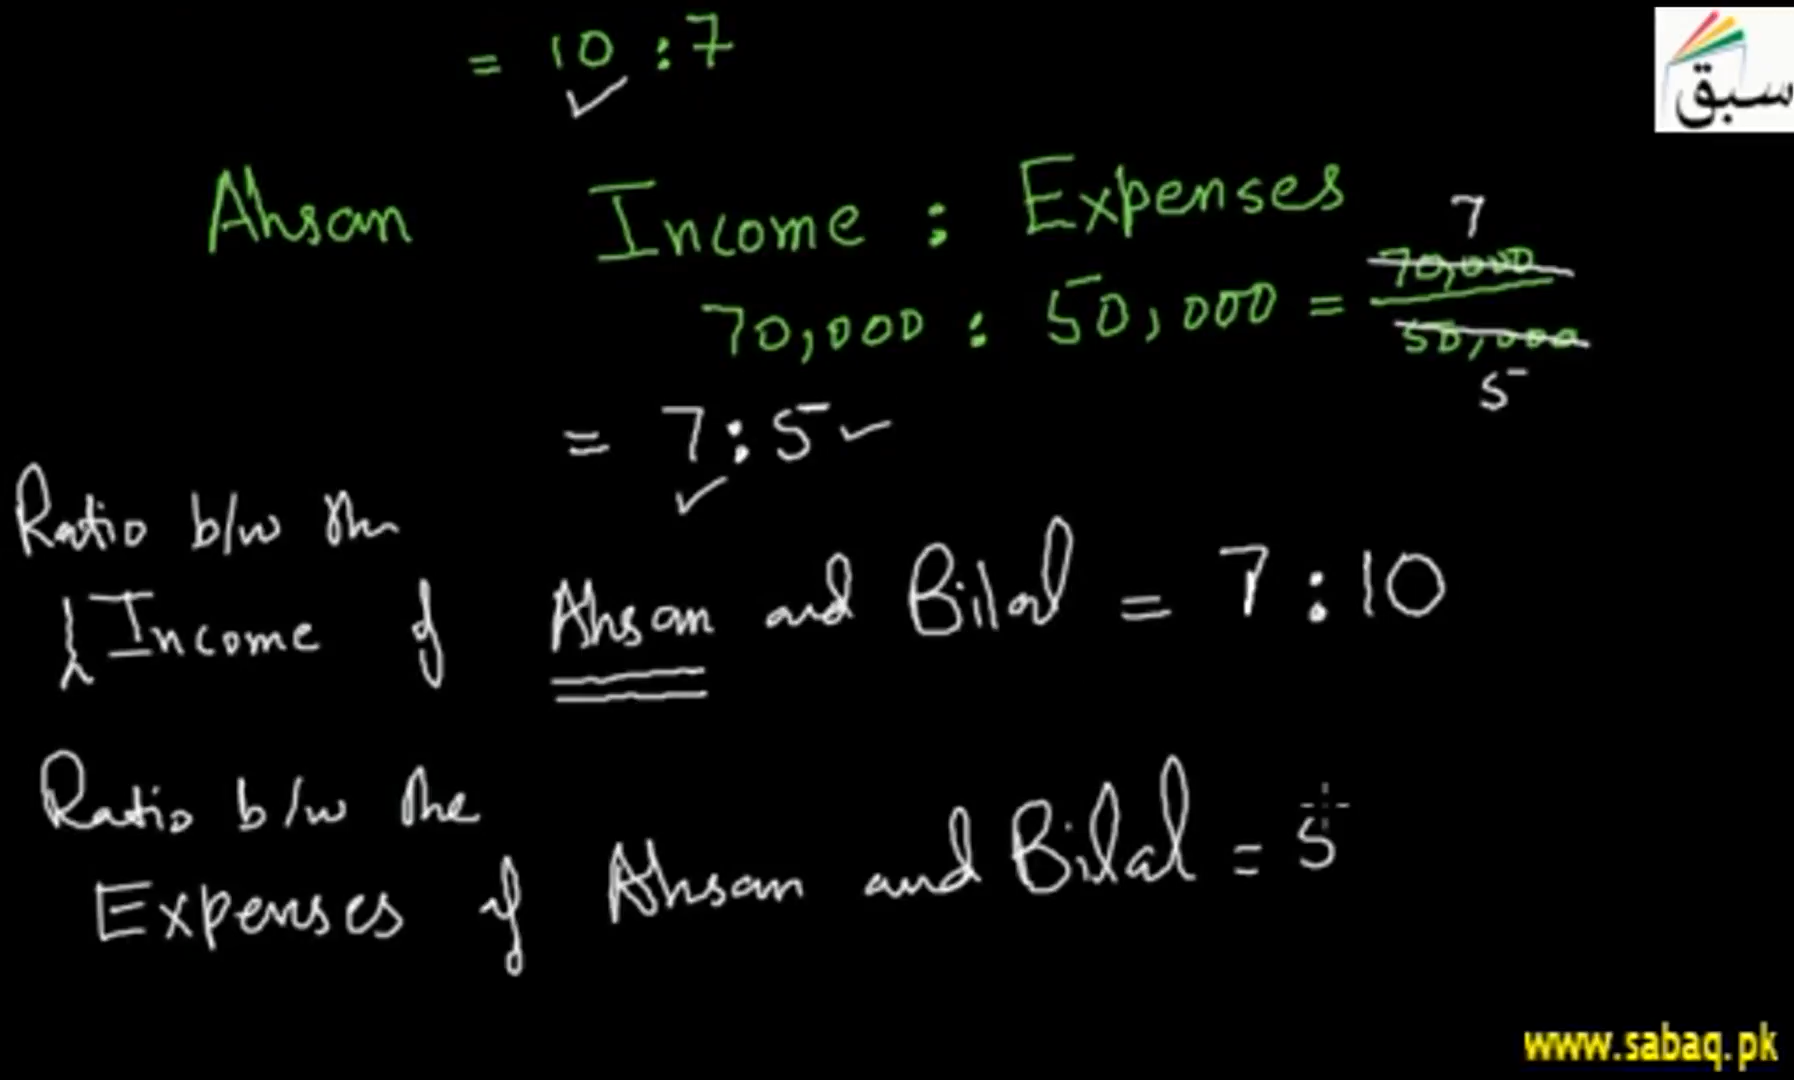 = 10 : 7
سبق
Ahsan Income : Expenses
70,000 : 50,000 = 70,000 / 50,000
7
5
= 7 : 5
Ratio b/w the
Income of Ahsan and Bilal = 7 : 10
Ratio b/w the
Expenses of Ahsan and Bilal = 5
www.sabaq.pk